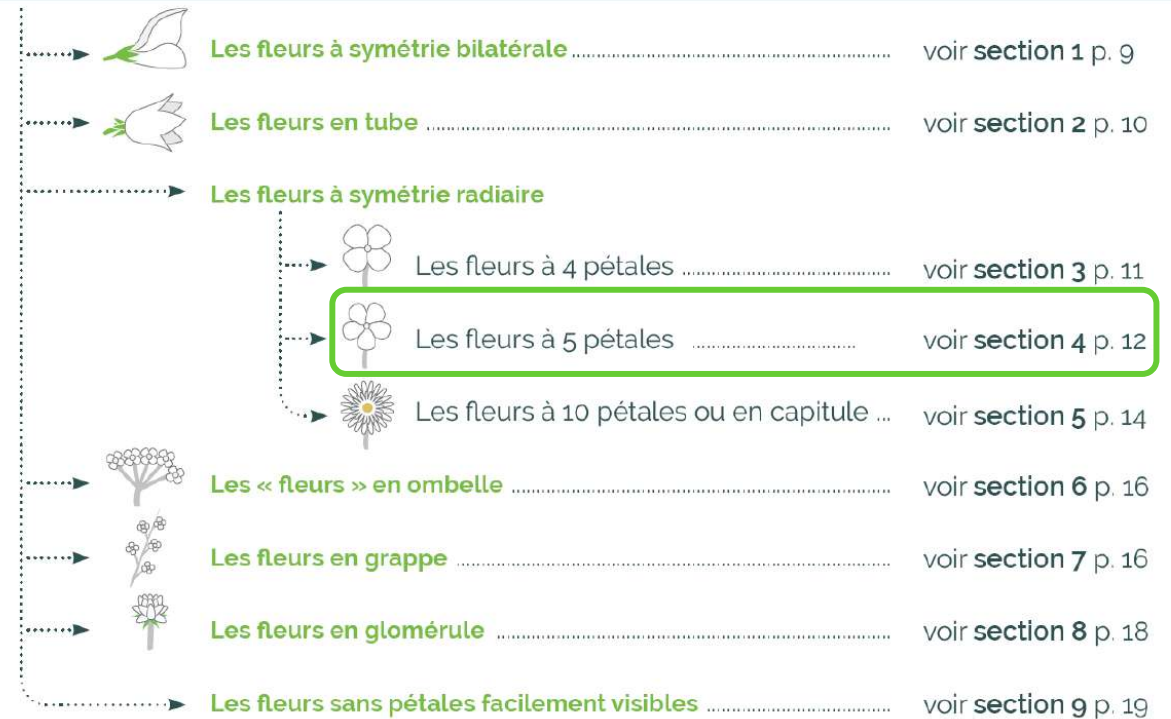 Les fleurs à symétrie bilatérale ........ voir section 1 p. 9
Les fleurs en tube ........ voir section 2 p. 10
Les fleurs à symétrie radiaire
Les fleurs à 4 pétales ........ voir section 3 p. 11
Les fleurs à 5 pétales ........ voir section 4 p. 12
Les fleurs à 10 pétales ou en capitule ... voir section 5 p. 14
Les « fleurs » en ombelle ........ voir section 6 p. 16
Les fleurs en grappe ........ voir section 7 p. 16
Les fleurs en glomérule ........ voir section 8 p. 18
Les fleurs sans pétales facilement visibles ........ voir section 9 p. 19